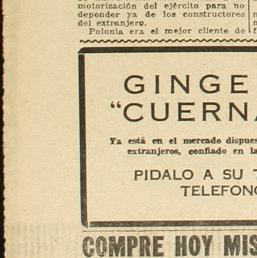 motorización del ejército para no
depender ya de los constructores
del extranjero.
Polonia era el mejor cliente de
GINGE
“CUERNA
Ya está en el mercado dispues
extranjeros, confiado en la
PIDALO A SU T
TELEFONO
COMPRE HOY MIS